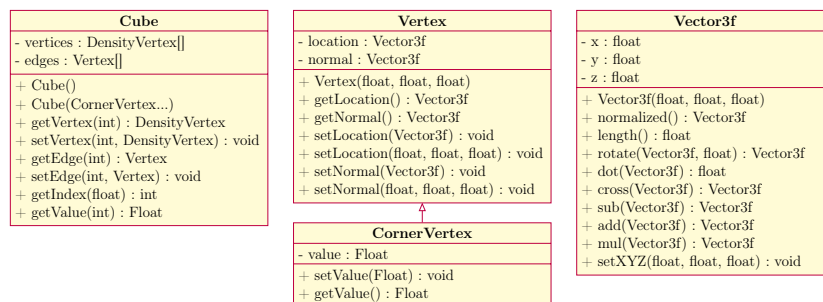 Cube
- vertices : DensityVertex[]
- edges : Vertex[]
+ Cube()
+ Cube(CornerVertex...)
+ getVertex(int) : DensityVertex
+ setVertex(int, DensityVertex) : void
+ getEdge(int) : Vertex
+ setEdge(int, Vertex) : void
+ getIndex(float) : int
+ getValue(int) : Float
Vertex
- location : Vector3f
- normal : Vector3f
+ Vertex(float, float, float)
+ getLocation() : Vector3f
+ getNormal() : Vector3f
+ setLocation(Vector3f) : void
+ setLocation(float, float, float) : void
+ setNormal(Vector3f) : void
+ setNormal(float, float, float) : void
CornerVertex
- value : Float
+ setValue(Float) : void
+ getValue() : Float
Vector3f
- x : float
- y : float
- z : float
+ Vector3f(float, float, float)
+ normalized() : Vector3f
+ length() : float
+ rotate(Vector3f, float) : Vector3f
+ dot(Vector3f) : float
+ cross(Vector3f) : Vector3f
+ sub(Vector3f) : Vector3f
+ add(Vector3f) : Vector3f
+ mul(Vector3f) : Vector3f
+ setXYZ(float, float, float) : void